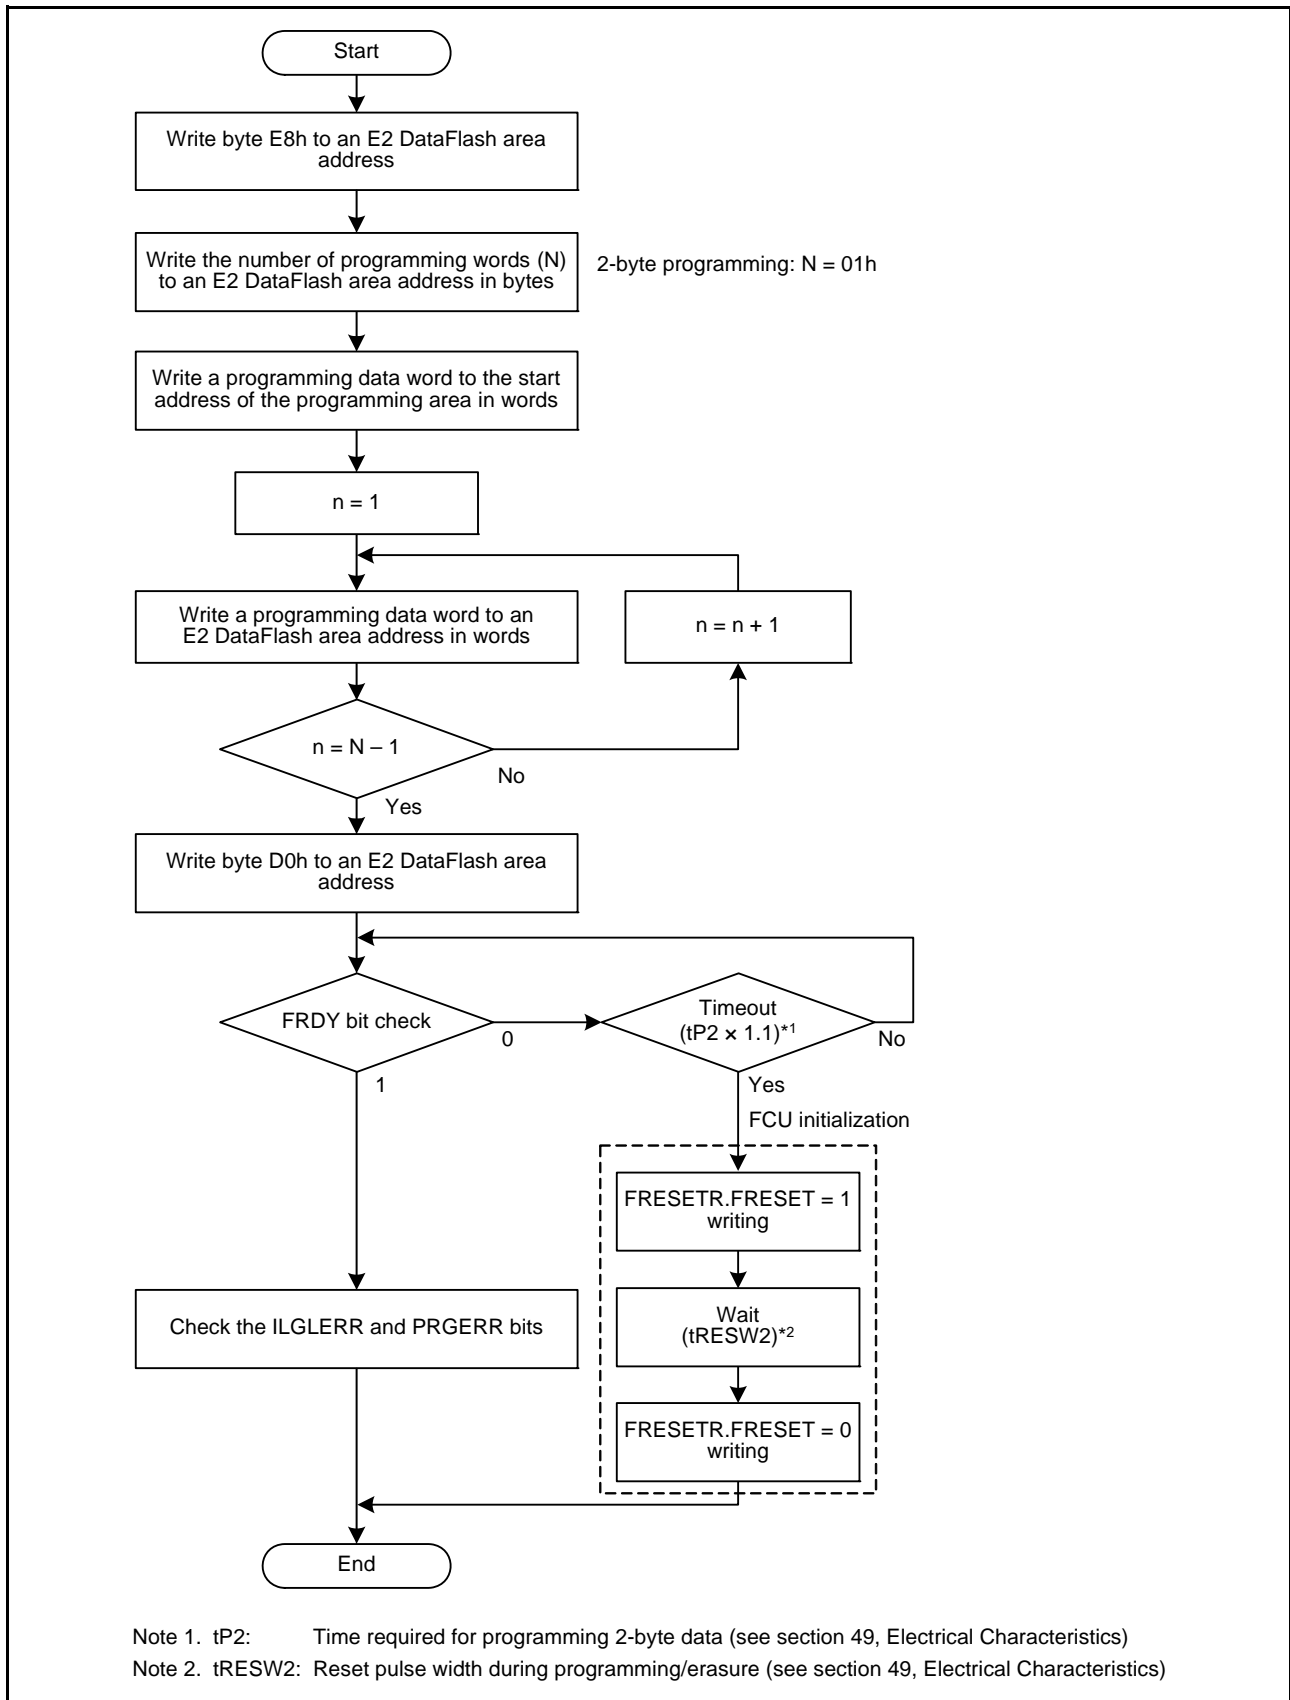 Start
Write byte E8h to an E2 DataFlash area
address
Write the number of programming words (N)
to an E2 DataFlash area address in bytes
2-byte programming: N = 01h
Write a programming data word to the start
address of the programming area in words
n = 1
Write a programming data word to an
E2 DataFlash area address in words
n = n + 1
n = N – 1
No
Yes
Write byte D0h to an E2 DataFlash area
address
FRDY bit check
0
1
Timeout
(tP2 × 1.1)*1
No
Yes
FCU initialization
FRESETR.FRESET = 1
writing
Wait
(tRESW2)*2
FRESETR.FRESET = 0
writing
Check the ILGLERR and PRGERR bits
End
Note 1. tP2: Time required for programming 2-byte data (see section 49, Electrical Characteristics)
Note 2. tRESW2: Reset pulse width during programming/erasure (see section 49, Electrical Characteristics)